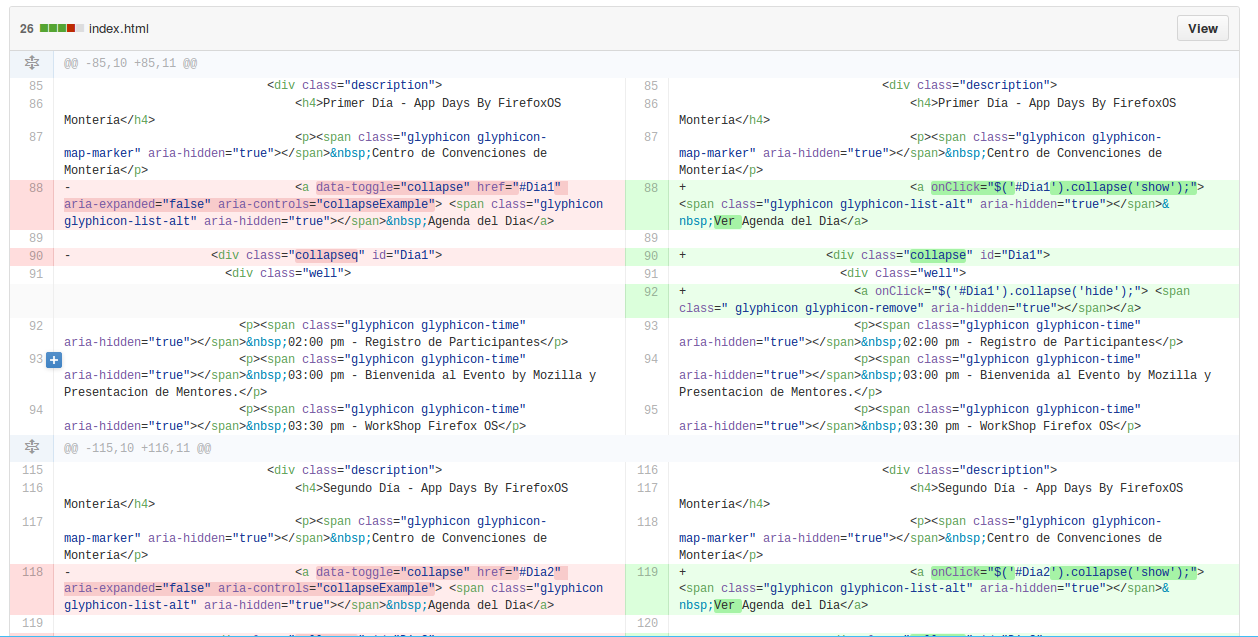 26 index.html
View
@@ -85,10 +85,11 @@
85 <div class="description">
86 <h4>Primer Día - App Days By FirefoxOS
Montería</h4>
87 <p><span class="glyphicon glyphicon-
map-marker" aria-hidden="true"></span>&nbsp;Centro de Convenciones de
Montería</p>
88 - <a data-toggle="collapse" href="#Dia1"
aria-expanded="false" aria-controls="collapseExample"> <span class="glyphicon
glyphicon-list-alt" aria-hidden="true"></span>&nbsp;Agenda del Dia</a>
89
90 - <div class="collapseq" id="Dia1">
91 <div class="well">
92 <p><span class="glyphicon glyphicon-time"
aria-hidden="true"></span>&nbsp;02:00 pm - Registro de Participantes</p>
93 + <p><span class="glyphicon glyphicon-time"
aria-hidden="true"></span>&nbsp;03:00 pm - Bienvenida al Evento by Mozilla y
Presentacion de Mentores.</p>
94 <p><span class="glyphicon glyphicon-time"
aria-hidden="true"></span>&nbsp;03:30 pm - WorkShop Firefox OS</p>
85 <div class="description">
86 <h4>Primer Día - App Days By FirefoxOS
Montería</h4>
87 <p><span class="glyphicon glyphicon-
map-marker" aria-hidden="true"></span>&nbsp;Centro de Convenciones de
Montería</p>
88 + <a onClick="$('#Dia1').collapse('show');">
<span class="glyphicon glyphicon-list-alt" aria-hidden="true"></span>&
nbsp;Ver Agenda del Dia</a>
89
90 + <div class="collapse" id="Dia1">
91 <div class="well">
92 + <a onClick="$('#Dia1').collapse('hide');"> <span
class=" glyphicon glyphicon-remove" aria-hidden="true"></span></a>
93 <p><span class="glyphicon glyphicon-time"
aria-hidden="true"></span>&nbsp;02:00 pm - Registro de Participantes</p>
94 <p><span class="glyphicon glyphicon-time"
aria-hidden="true"></span>&nbsp;03:00 pm - Bienvenida al Evento by Mozilla y
Presentacion de Mentores.</p>
95 <p><span class="glyphicon glyphicon-time"
aria-hidden="true"></span>&nbsp;03:30 pm - WorkShop Firefox OS</p>
@@ -115,10 +116,11 @@
115 <div class="description">
116 <h4>Segundo Día - App Days By FirefoxOS
Montería</h4>
117 <p><span class="glyphicon glyphicon-
map-marker" aria-hidden="true"></span>&nbsp;Centro de Convenciones de
Montería</p>
118 - <a data-toggle="collapse" href="#Dia2"
aria-expanded="false" aria-controls="collapseExample"> <span class="glyphicon
glyphicon-list-alt" aria-hidden="true"></span>&nbsp;Agenda del Dia</a>
119
116 <div class="description">
117 <h4>Segundo Día - App Days By FirefoxOS
Montería</h4>
118 <p><span class="glyphicon glyphicon-
map-marker" aria-hidden="true"></span>&nbsp;Centro de Convenciones de
Montería</p>
119 + <a onClick="$('#Dia2').collapse('show');">
<span class="glyphicon glyphicon-list-alt" aria-hidden="true"></span>&
nbsp;Ver Agenda del Dia</a>
120